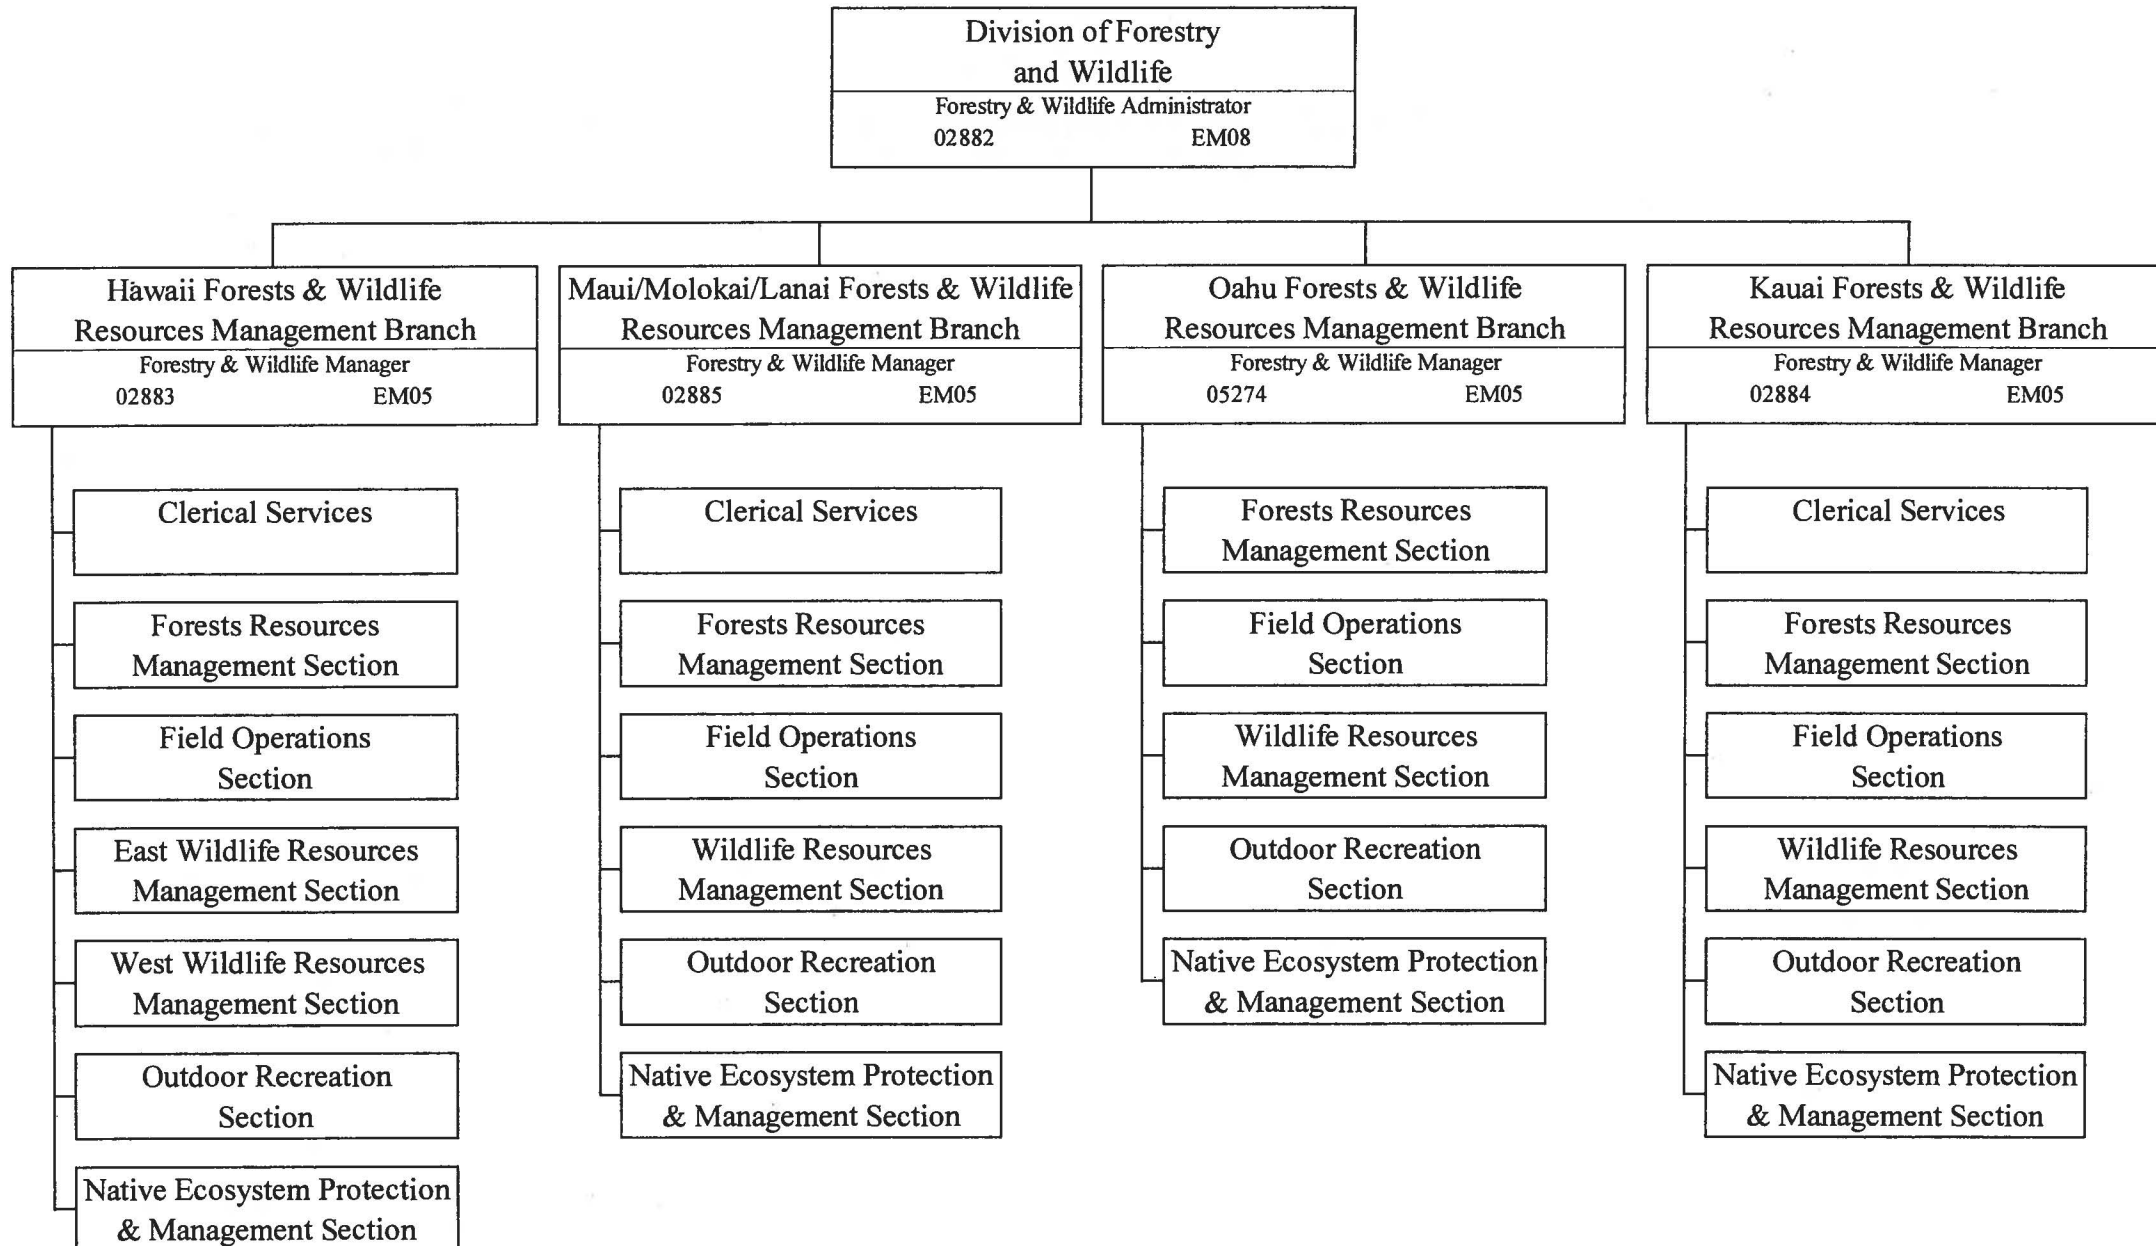 Division of Forestry
and Wildlife
Forestry & Wildlife Administrator
02882 EM08
Hawaii Forests & Wildlife
Resources Management Branch
Forestry & Wildlife Manager
02883 EM05
Clerical Services
Forests Resources
Management Section
Field Operations
Section
East Wildlife Resources
Management Section
West Wildlife Resources
Management Section
Outdoor Recreation
Section
Native Ecosystem Protection
& Management Section
Maui/Molokai/Lanai Forests & Wildlife
Resources Management Branch
Forestry & Wildlife Manager
02885 EM05
Clerical Services
Forests Resources
Management Section
Field Operations
Section
Wildlife Resources
Management Section
Outdoor Recreation
Section
Native Ecosystem Protection
& Management Section
Oahu Forests & Wildlife
Resources Management Branch
Forestry & Wildlife Manager
05274 EM05
Forests Resources
Management Section
Field Operations
Section
Wildlife Resources
Management Section
Outdoor Recreation
Section
Native Ecosystem Protection
& Management Section
Kauai Forests & Wildlife
Resources Management Branch
Forestry & Wildlife Manager
02884 EM05
Clerical Services
Forests Resources
Management Section
Field Operations
Section
Wildlife Resources
Management Section
Outdoor Recreation
Section
Native Ecosystem Protection
& Management Section